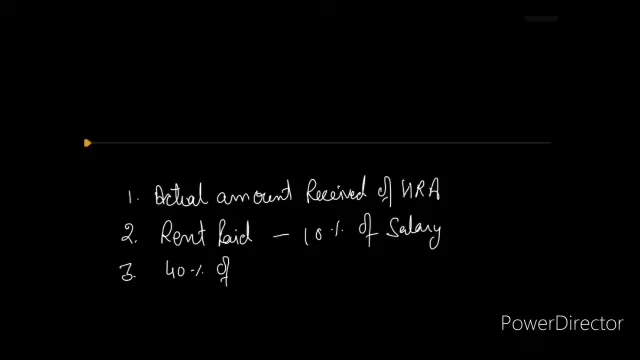 1. Actual amount Received of HRA
2. Rent Paid - 10% of Salary
3. 40% of
PowerDirector